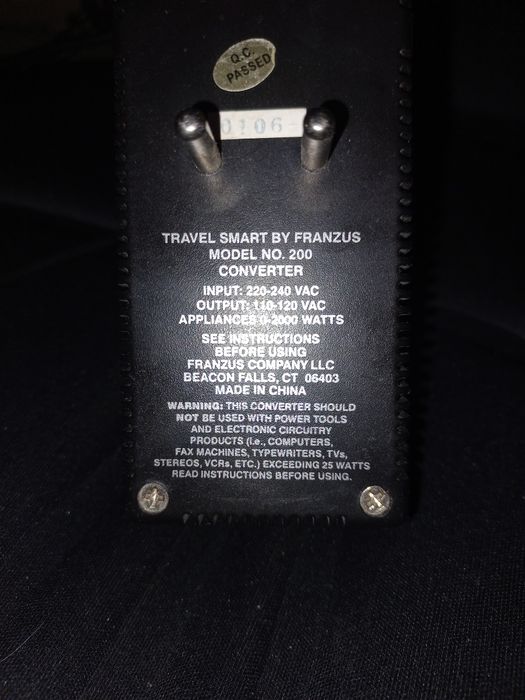 Q.C.
PASSED
0106-
TRAVEL SMART BY FRANZUS
MODEL NO. 200
CONVERTER
INPUT: 220-240 VAC
OUTPUT: 110-120 VAC
APPLIANCES 0-2000 WATTS
SEE INSTRUCTIONS
BEFORE USING
FRANZUS COMPANY LLC
BEACON FALLS, CT 06403
MADE IN CHINA
WARNING: THIS CONVERTER SHOULD
NOT BE USED WITH POWER TOOLS
AND ELECTRONIC CIRCUITRY
PRODUCTS (i.e., COMPUTERS,
FAX MACHINES, TYPEWRITERS, TVs,
STEREOS, VCRs, ETC.) EXCEEDING 25 WATTS
READ INSTRUCTIONS BEFORE USING.